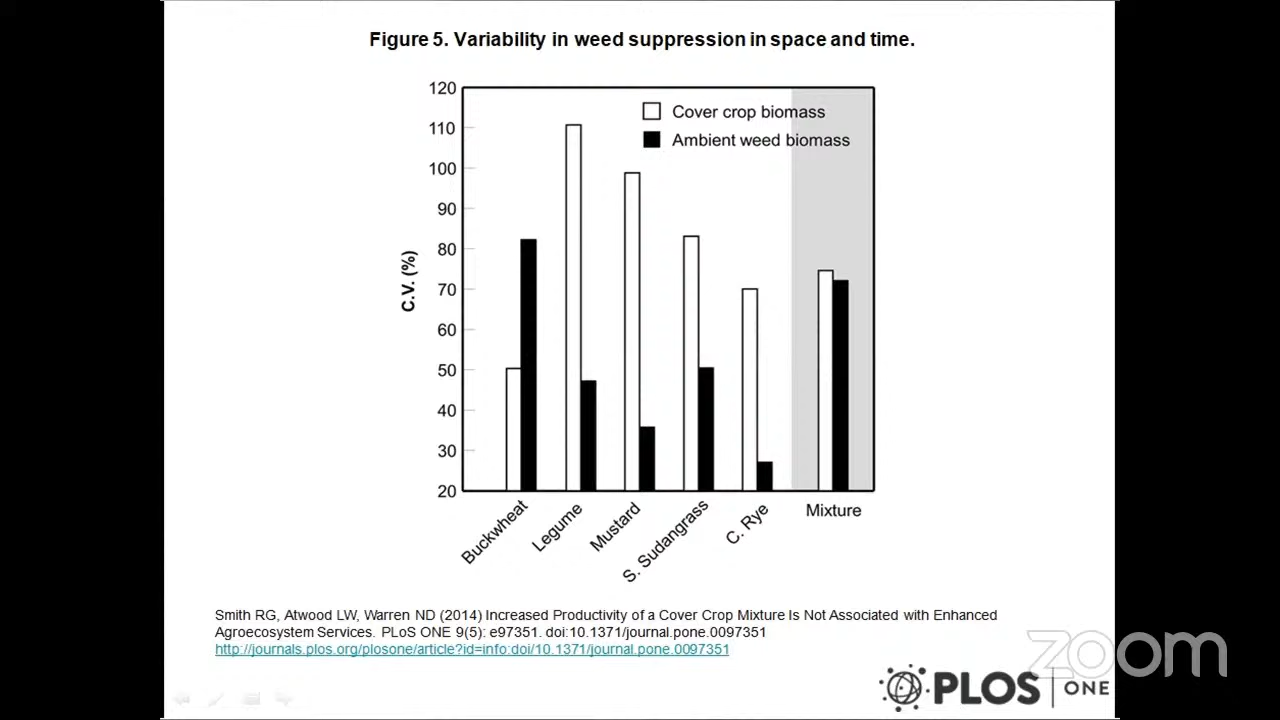 Figure 5. Variability in weed suppression in space and time.
120
110
100
90
80
70
60
50
40
30
20
C.V. (%)
Cover crop biomass
Ambient weed biomass
Buckwheat
Legume
Mustard
S. Sudangrass
C. Rye
Mixture
Smith RG, Atwood LW, Warren ND (2014) Increased Productivity of a Cover Crop Mixture Is Not Associated with Enhanced
Agroecosystem Services. PLoS ONE 9(5): e97351. doi:10.1371/journal.pone.0097351
http://journals.plos.org/plosone/article?id=info:doi/10.1371/journal.pone.0097351
zoom
PLOS ONE